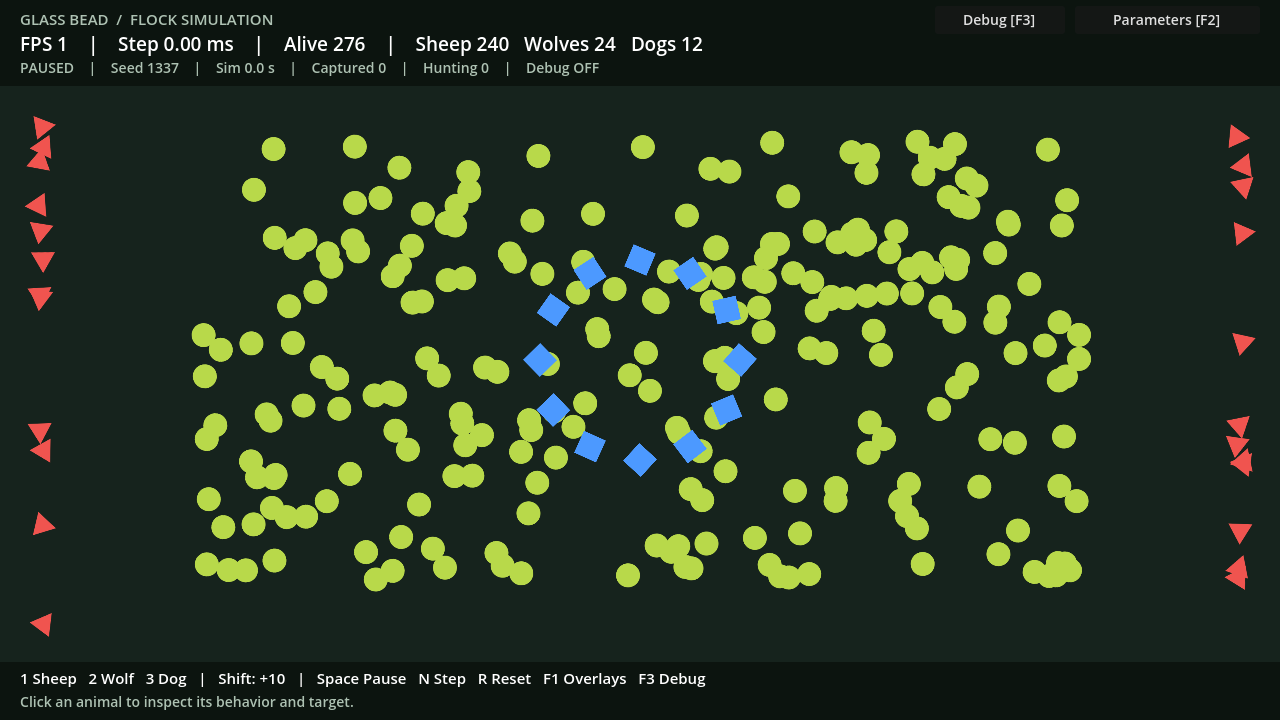 GLASS BEAD / FLOCK SIMULATION
Debug [F3]
Parameters [F2]
FPS 1 | Step 0.00 ms | Alive 276 | Sheep 240 Wolves 24 Dogs 12
PAUSED | Seed 1337 | Sim 0.0 s | Captured 0 | Hunting 0 | Debug OFF
1 Sheep 2 Wolf 3 Dog | Shift: +10 | Space Pause N Step R Reset F1 Overlays F3 Debug
Click an animal to inspect its behavior and target.